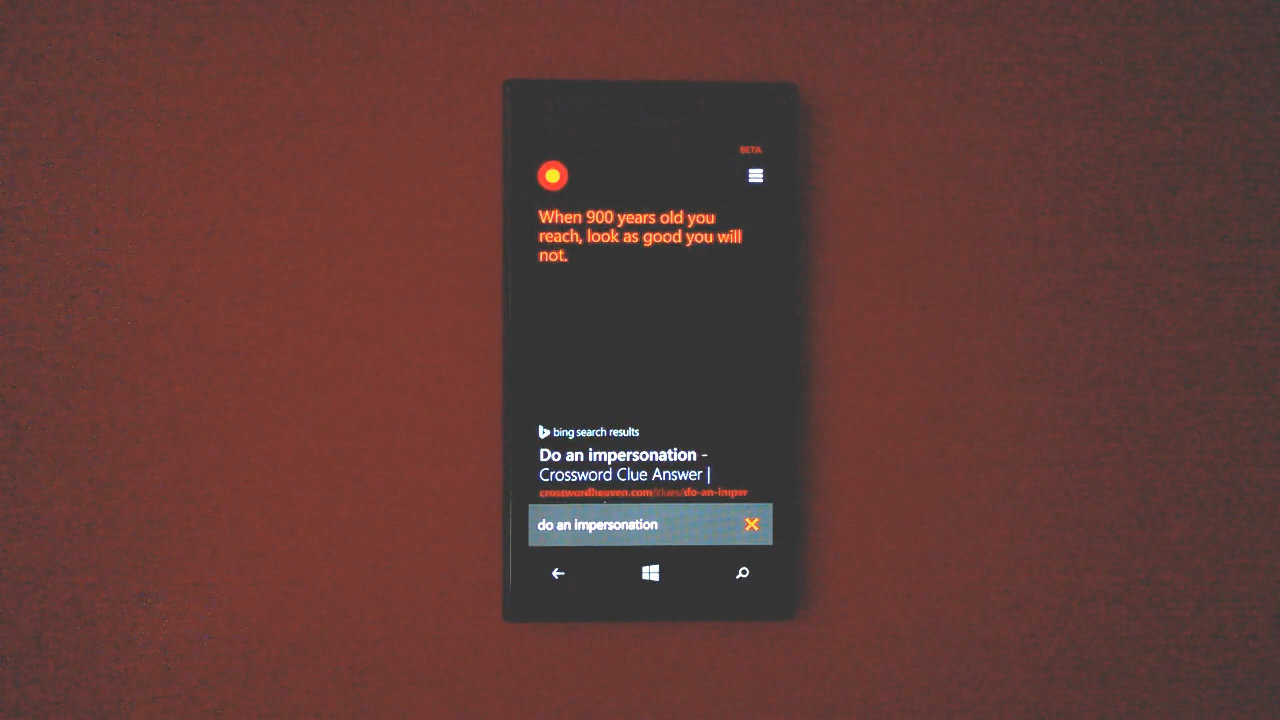 BETA
When 900 years old you
reach, look as good you will
not.
bing search results
Do an impersonation -
Crossword Clue Answer |
crosswordheaven.com/clues/do-an-imper
do an impersonation